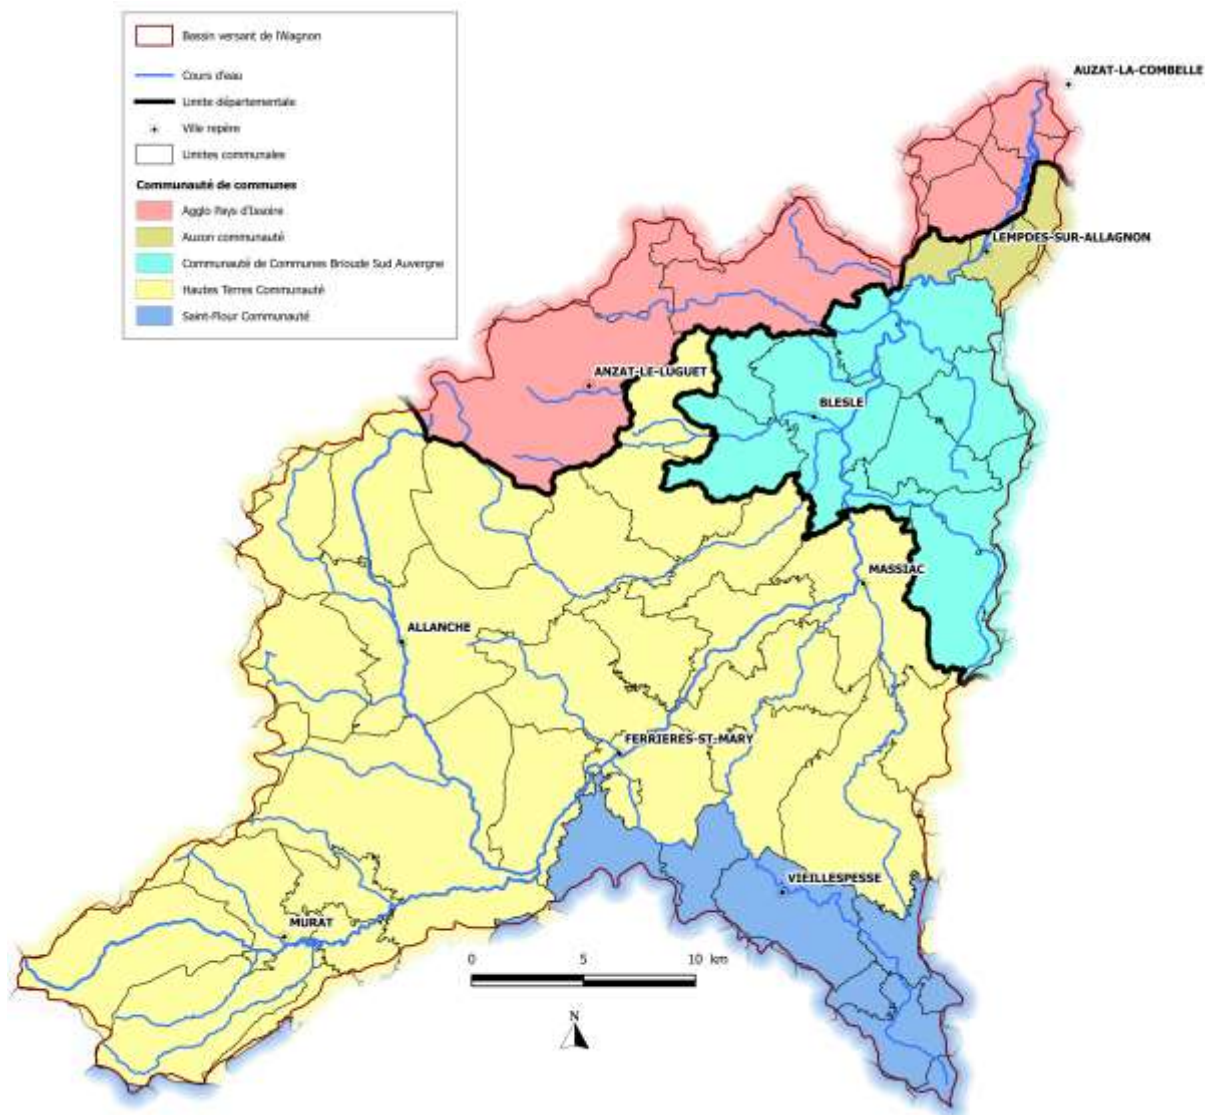 Bassin versant de l'Alagnon
Cours d'eau
Limite départementale
Ville repère
Limites communales
Communauté de communes
Agglo Pays d'Issoire
Auzon communauté
Communauté de Communes Brioude Sud Auvergne
Hautes Terres Communauté
Saint-Flour Communauté
AUZAT-LA-COMBELLE
LEMPDES-SUR-ALLAGNON
ANZAT-LE-LUGUET
BLESLE
MASSIAC
ALLANCHE
FERRIERES-ST-MARY
VIEILLESPESSE
MURAT
0 5 10 km
N